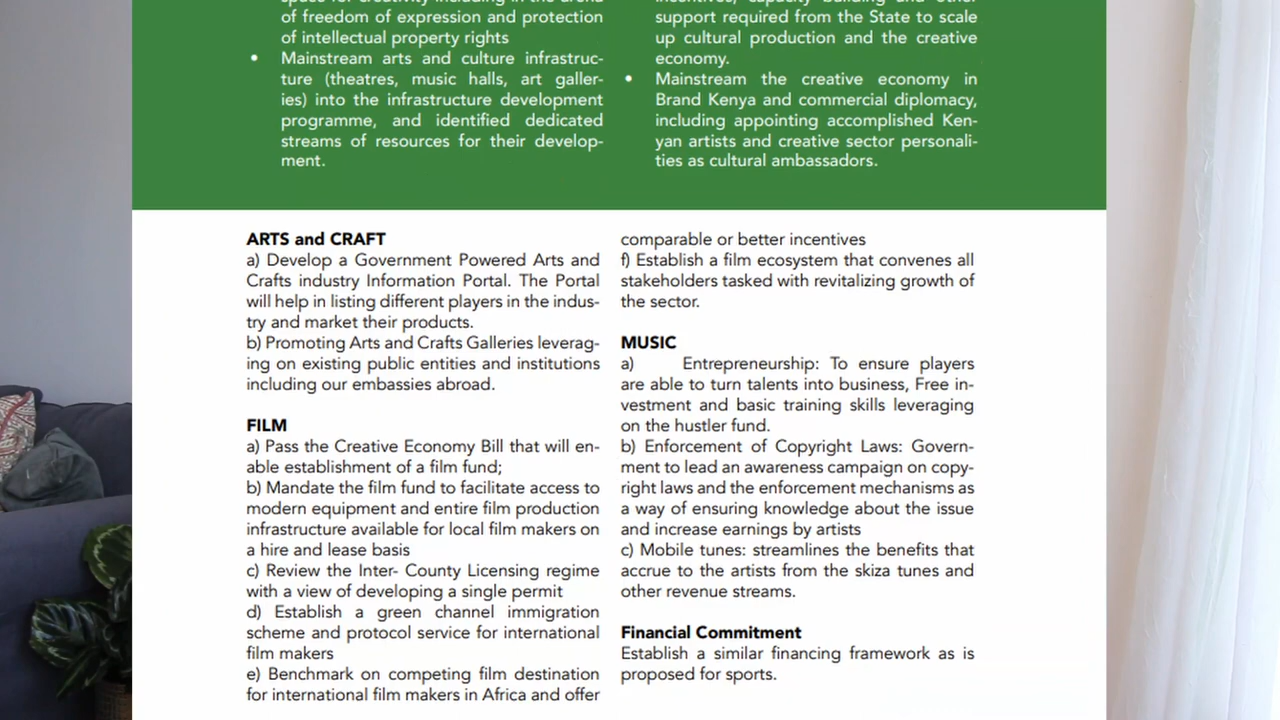 space for creativity including in the arena
of freedom of expression and protection
of intellectual property rights
• Mainstream arts and culture infrastruc-
ture (theatres, music halls, art galler-
ies) into the infrastructure development
programme, and identified dedicated
streams of resources for their develop-
ment.
incentives, capacity building and other
support required from the State to scale
up cultural production and the creative
economy.
• Mainstream the creative economy in
Brand Kenya and commercial diplomacy,
including appointing accomplished Ken-
yan artists and creative sector personali-
ties as cultural ambassadors.
ARTS and CRAFT
a) Develop a Government Powered Arts and
Crafts industry Information Portal. The Portal
will help in listing different players in the indus-
try and market their products.
b) Promoting Arts and Crafts Galleries leverag-
ing on existing public entities and institutions
including our embassies abroad.
FILM
a) Pass the Creative Economy Bill that will en-
able establishment of a film fund;
b) Mandate the film fund to facilitate access to
modern equipment and entire film production
infrastructure available for local film makers on
a hire and lease basis
c) Review the Inter- County Licensing regime
with a view of developing a single permit
d) Establish a green channel immigration
scheme and protocol service for international
film makers
e) Benchmark on competing film destination
for international film makers in Africa and offer
comparable or better incentives
f) Establish a film ecosystem that convenes all
stakeholders tasked with revitalizing growth of
the sector.
MUSIC
a) Entrepreneurship: To ensure players
are able to turn talents into business, Free in-
vestment and basic training skills leveraging
on the hustler fund.
b) Enforcement of Copyright Laws: Govern-
ment to lead an awareness campaign on copy-
right laws and the enforcement mechanisms as
a way of ensuring knowledge about the issue
and increase earnings by artists
c) Mobile tunes: streamlines the benefits that
accrue to the artists from the skiza tunes and
other revenue streams.
Financial Commitment
Establish a similar financing framework as is
proposed for sports.